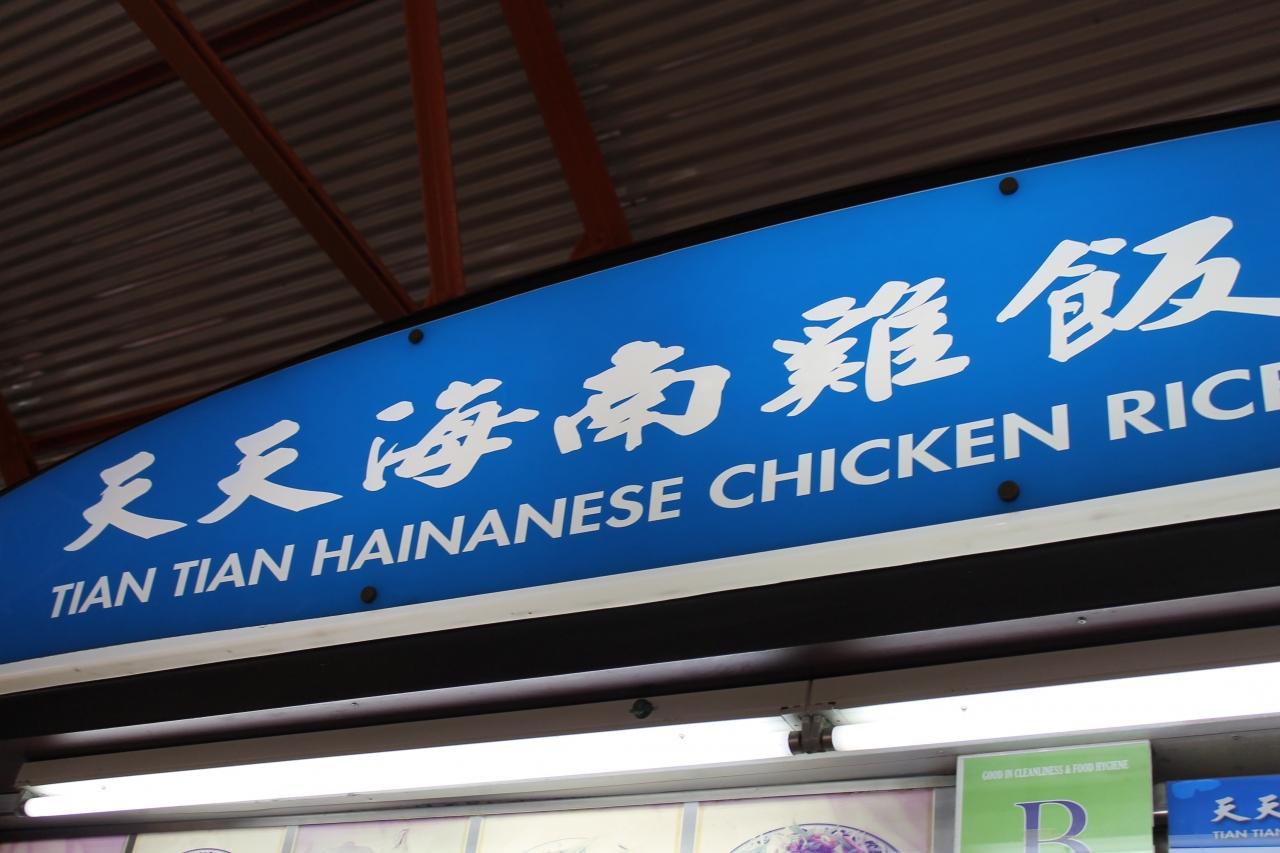 天天海南雞飯
TIAN TIAN HAINANESE CHICKEN RICE
GOOD IN CLEANLINESS & FOOD HYGIENE
B
天天
TIAN TIAN